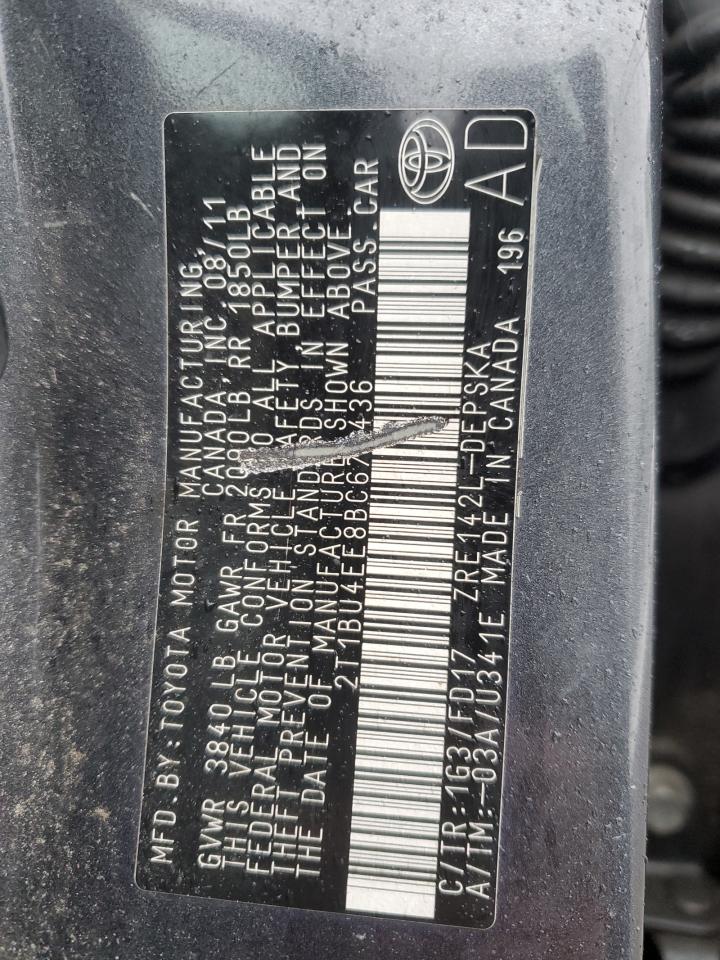 MFD.BY:TOYOTA MOTOR MANUFACTURING
CANADA, INC. 08/11
GVWR 3840 LB GAWR FR 2090LB, RR 1850LB
THIS VEHICLE CONFORMS TO ALL APPLICABLE
FEDERAL MOTOR VEHICLE SAFETY, BUMPER AND
THEFT PREVENTION STANDARDS IN EFFECT ON
THE DATE OF MANUFACTURE SHOWN ABOVE.
PASS.CAR
C/TR:1G3/FD17 ZRE142L-DEPSKA
A/TM:-03A/U341E MADE IN CANADA 196
AD